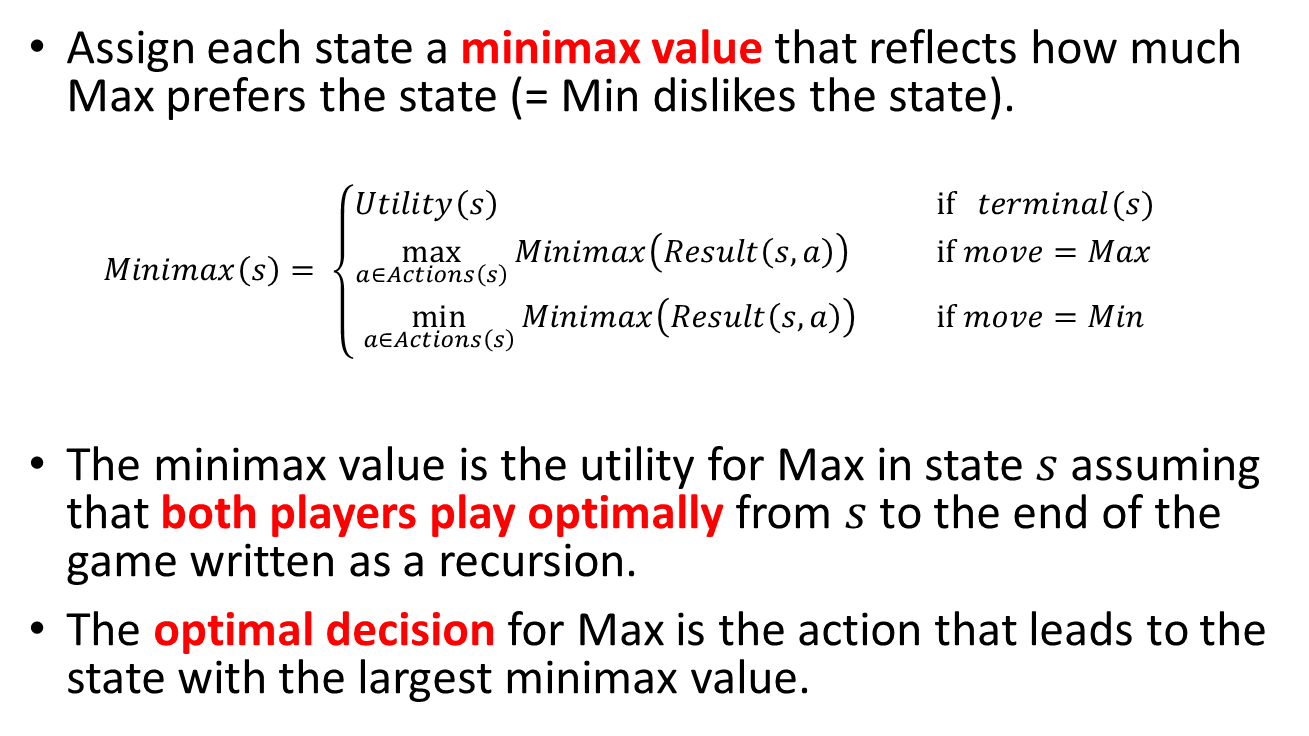 • Assign each state a minimax value that reflects how much
Max prefers the state (= Min dislikes the state).
Utility(s) if terminal(s)
Minimax(s) = { max a∈Actions(s) Minimax(Result(s, a)) if move = Max
min a∈Actions(s) Minimax(Result(s, a)) if move = Min
• The minimax value is the utility for Max in state s assuming
that both players play optimally from s to the end of the
game written as a recursion.
• The optimal decision for Max is the action that leads to the
state with the largest minimax value.